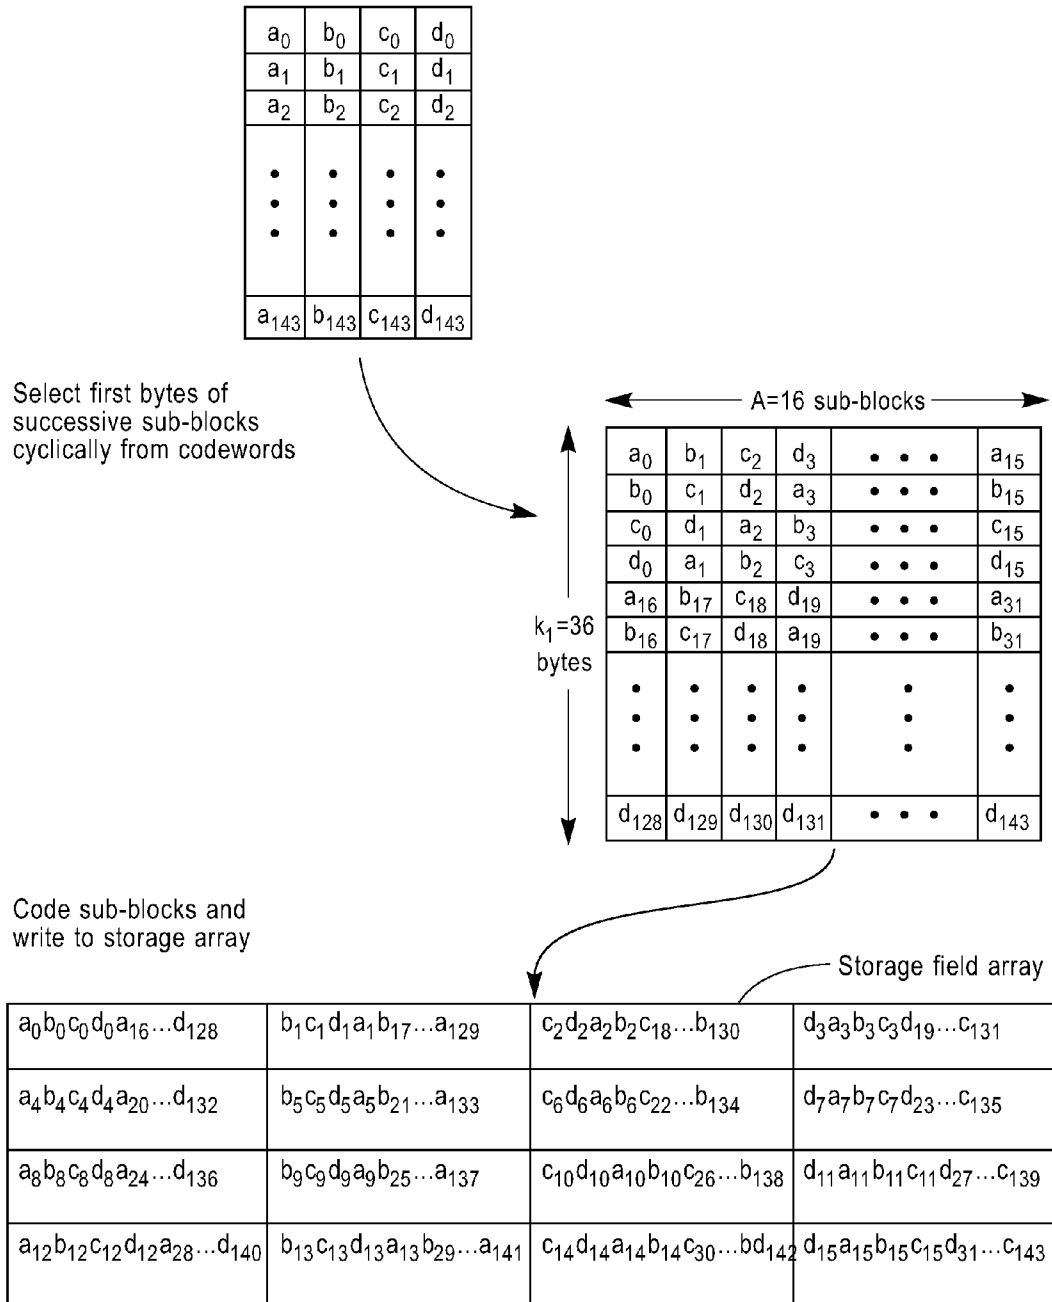 a0 b0 c0 d0
a1 b1 c1 d1
a2 b2 c2 d2
a143 b143 c143 d143
Select first bytes of
successive sub-blocks
cyclically from codewords
A=16 sub-blocks
a0 b1 c2 d3 • • • a15
b0 c1 d2 a3 • • • b15
c0 d1 a2 b3 • • • c15
d0 a1 b2 c3 • • • d15
a16 b17 c18 d19 • • • a31
k1=36
bytes
b16 c17 d18 a19 • • • b31
d128 d129 d130 d131 • • • d143
Code sub-blocks and
write to storage array
Storage field array
a0b0c0d0a16...d128 b1c1d1a1b17...a129 c2d2a2b2c18...b130 d3a3b3c3d19...c131
a4b4c4d4a20...d132 b5c5d5a5b21...a133 c6d6a6b6c22...b134 d7a7b7c7d23...c135
a8b8c8d8a24...d136 b9c9d9a9b25...a137 c10d10a10b10c26...b138 d11a11b11c11d27...c139
a12b12c12d12a28...d140 b13c13d13a13b29...a141 c14d14a14b14c30...bd142 d15a15b15c15d31...c143